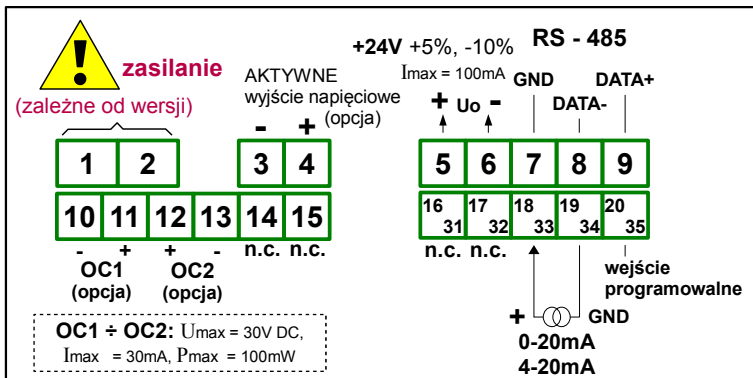 zasilanie
(zależne od wersji)
AKTYWNE
wyjście napięciowe
(opcja)
- +
+24V +5%, -10%
Imax = 100mA
+ Uo -
RS - 485
GND
DATA-
DATA+
1 2 3 4 5 6 7 8 9
10 11 12 13 14 15
16 31 17 32 18 33 19 34 20 35
- + + - n.c. n.c.
OC1
(opcja)
OC2
(opcja)
n.c. n.c.
wejście
programowalne
+ GND
0-20mA
4-20mA
OC1 ÷ OC2: Umax = 30V DC,
Imax = 30mA, Pmax = 100mW